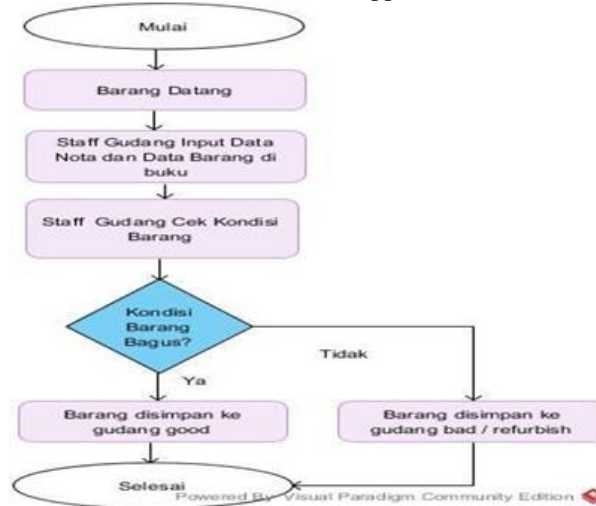 Mulai
Barang Datang
Staff Gudang Input Data
Nota dan Data Barang di
buku
Staff Gudang Cek Kondisi
Barang
Kondisi
Barang
Bagus?
Tidak
Ya
Barang disimpan ke
gudang good
Barang disimpan ke
gudang bad / refurbish
Selesai
Powered By Visual Paradigm Community Edition